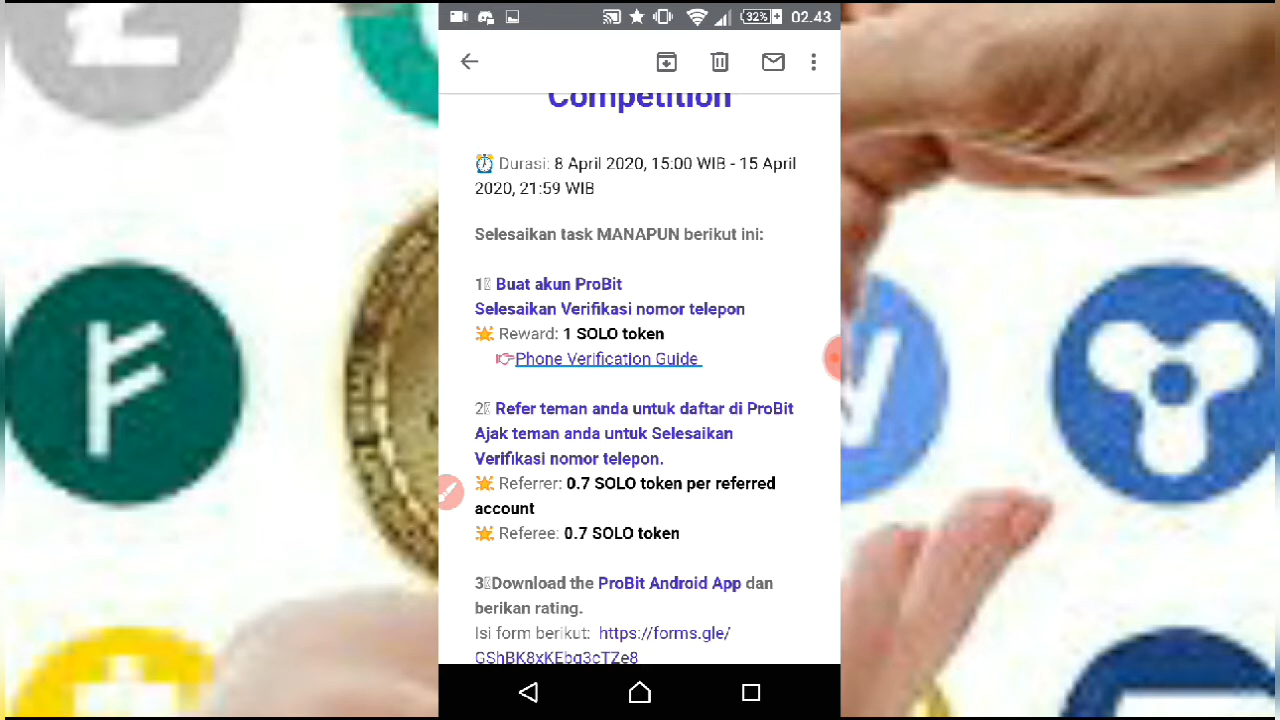 32%
02.43
Competition
Durasi: 8 April 2020, 15:00 WIB - 15 April
2020, 21:59 WIB
Selesaikan task MANAPUN berikut ini:
1 Buat akun ProBit
Selesaikan Verifikasi nomor telepon
Reward: 1 SOLO token
Phone Verification Guide
2 Refer teman anda untuk daftar di ProBit
Ajak teman anda untuk Selesaikan
Verifikasi nomor telepon.
Referrer: 0.7 SOLO token per referred
account
Referee: 0.7 SOLO token
3 Download the ProBit Android App dan
berikan rating.
Isi form berikut: https://forms.gle/
GShBK8xKEbg3cTZe8